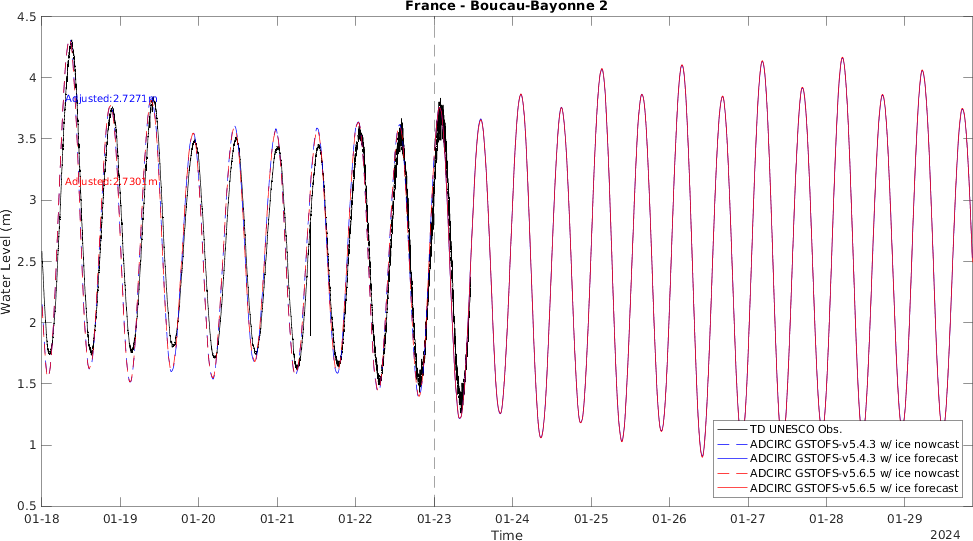 France - Boucau-Bayonne 2
4.5
4
3.5
3
2.5
2
1.5
1
0.5
Water Level (m)
Adjusted:2.7271m
Adjusted:2.7301m
TD UNESCO Obs.
ADCIRC GSTOFS-v5.4.3 w/ ice nowcast
ADCIRC GSTOFS-v5.4.3 w/ ice forecast
ADCIRC GSTOFS-v5.6.5 w/ ice nowcast
ADCIRC GSTOFS-v5.6.5 w/ ice forecast
01-18 01-19 01-20 01-21 01-22 01-23 01-24 01-25 01-26 01-27 01-28 01-29
Time
2024